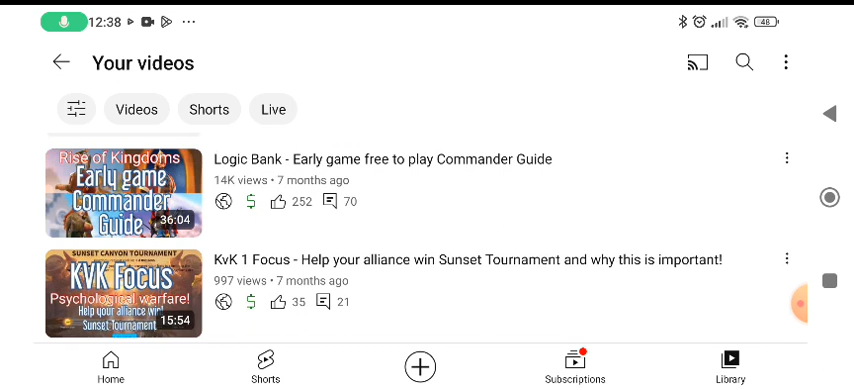 12:38
48
Your videos
Videos
Shorts
Live
Rise of Kingdoms
Early game
Commander
Guide
36:04
Logic Bank - Early game free to play Commander Guide
14K views • 7 months ago
$ 252 70
SUNSET CANYON TOURNAMENT
KVK FOCUS
Psychological warfare!
Help your alliance win
Sunset Tournament
15:54
KvK 1 Focus - Help your alliance win Sunset Tournament and why this is important!
997 views • 7 months ago
$ 35 21
Home
Shorts
Subscriptions
Library